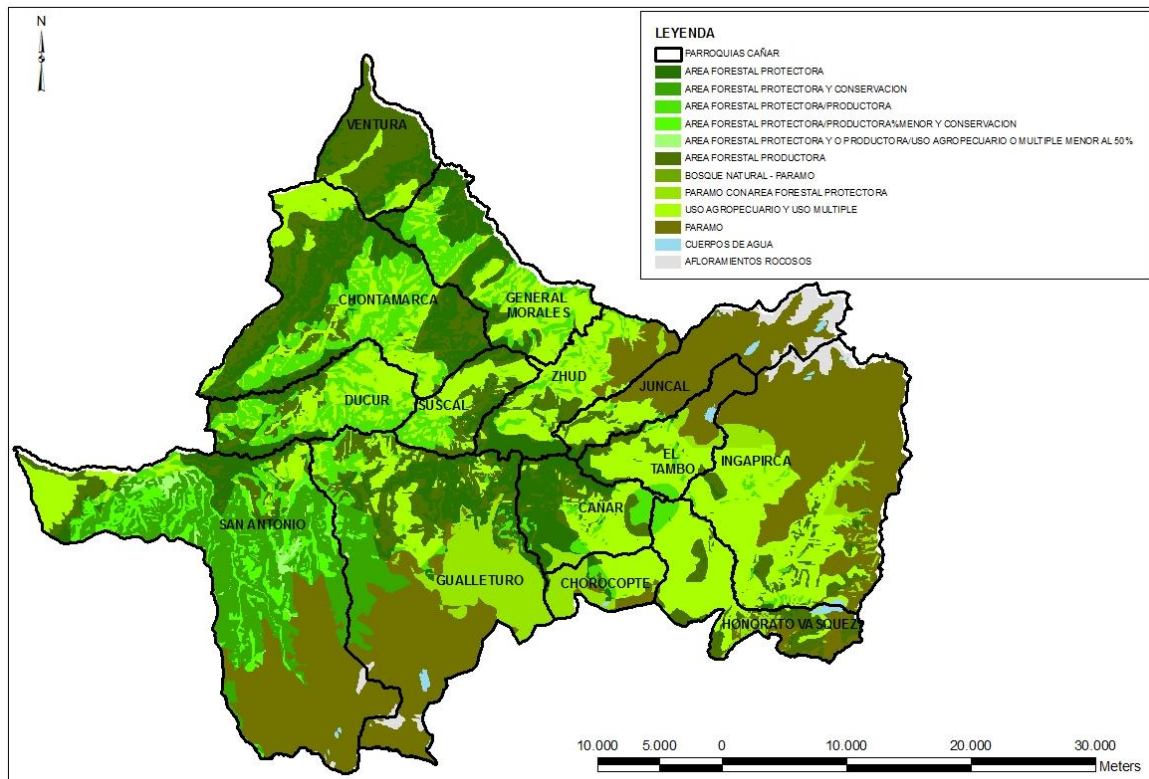 N
LEYENDA
PARROQUIAS CAÑAR
AREA FORESTAL PROTECTORA
AREA FORESTAL PROTECTORA Y CONSERVACION
AREA FORESTAL PROTECTORA/PRODUCTORA
AREA FORESTAL PROTECTORA/PRODUCTORA%MENOR Y CONSERVACION
AREA FORESTAL PROTECTORA Y O PRODUCTORA/USO AGROPECUARIO O MULTIPLE MENOR AL 50%
AREA FORESTAL PRODUCTORA
BOSQUE NATURAL - PARAMO
PARAMO CON AREA FORESTAL PROTECTORA
USO AGROPECUARIO Y USO MULTIPLE
PARAMO
CUERPOS DE AGUA
AFLORAMIENTOS ROCOSOS
VENTURA
CHONTAMARCA
GENERAL
MORALES
ZHUD
JUNCAL
DUCUR
SUSCAL
EL
TAMBO
INGAPIRCA
SAN ANTONIO
CAÑAR
GUALLETURO
CHOROCOPTE
HONORATO VASQUEZ
10.000 5.000 0 10.000 20.000 30.000
Meters